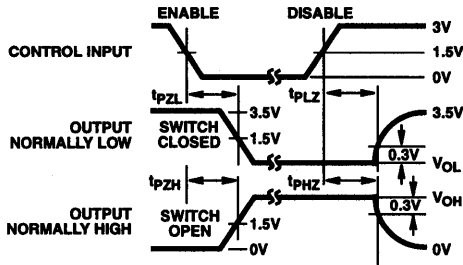 ENABLE DISABLE
3V
CONTROL INPUT 1.5V
0V
tPZL tPLZ
3.5V 3.5V
OUTPUT SWITCH
NORMALLY LOW CLOSED 1.5V
0.3V
VOL
tPZH tPHZ VOH
OUTPUT SWITCH 0.3V
NORMALLY HIGH OPEN 1.5V
0V 0V